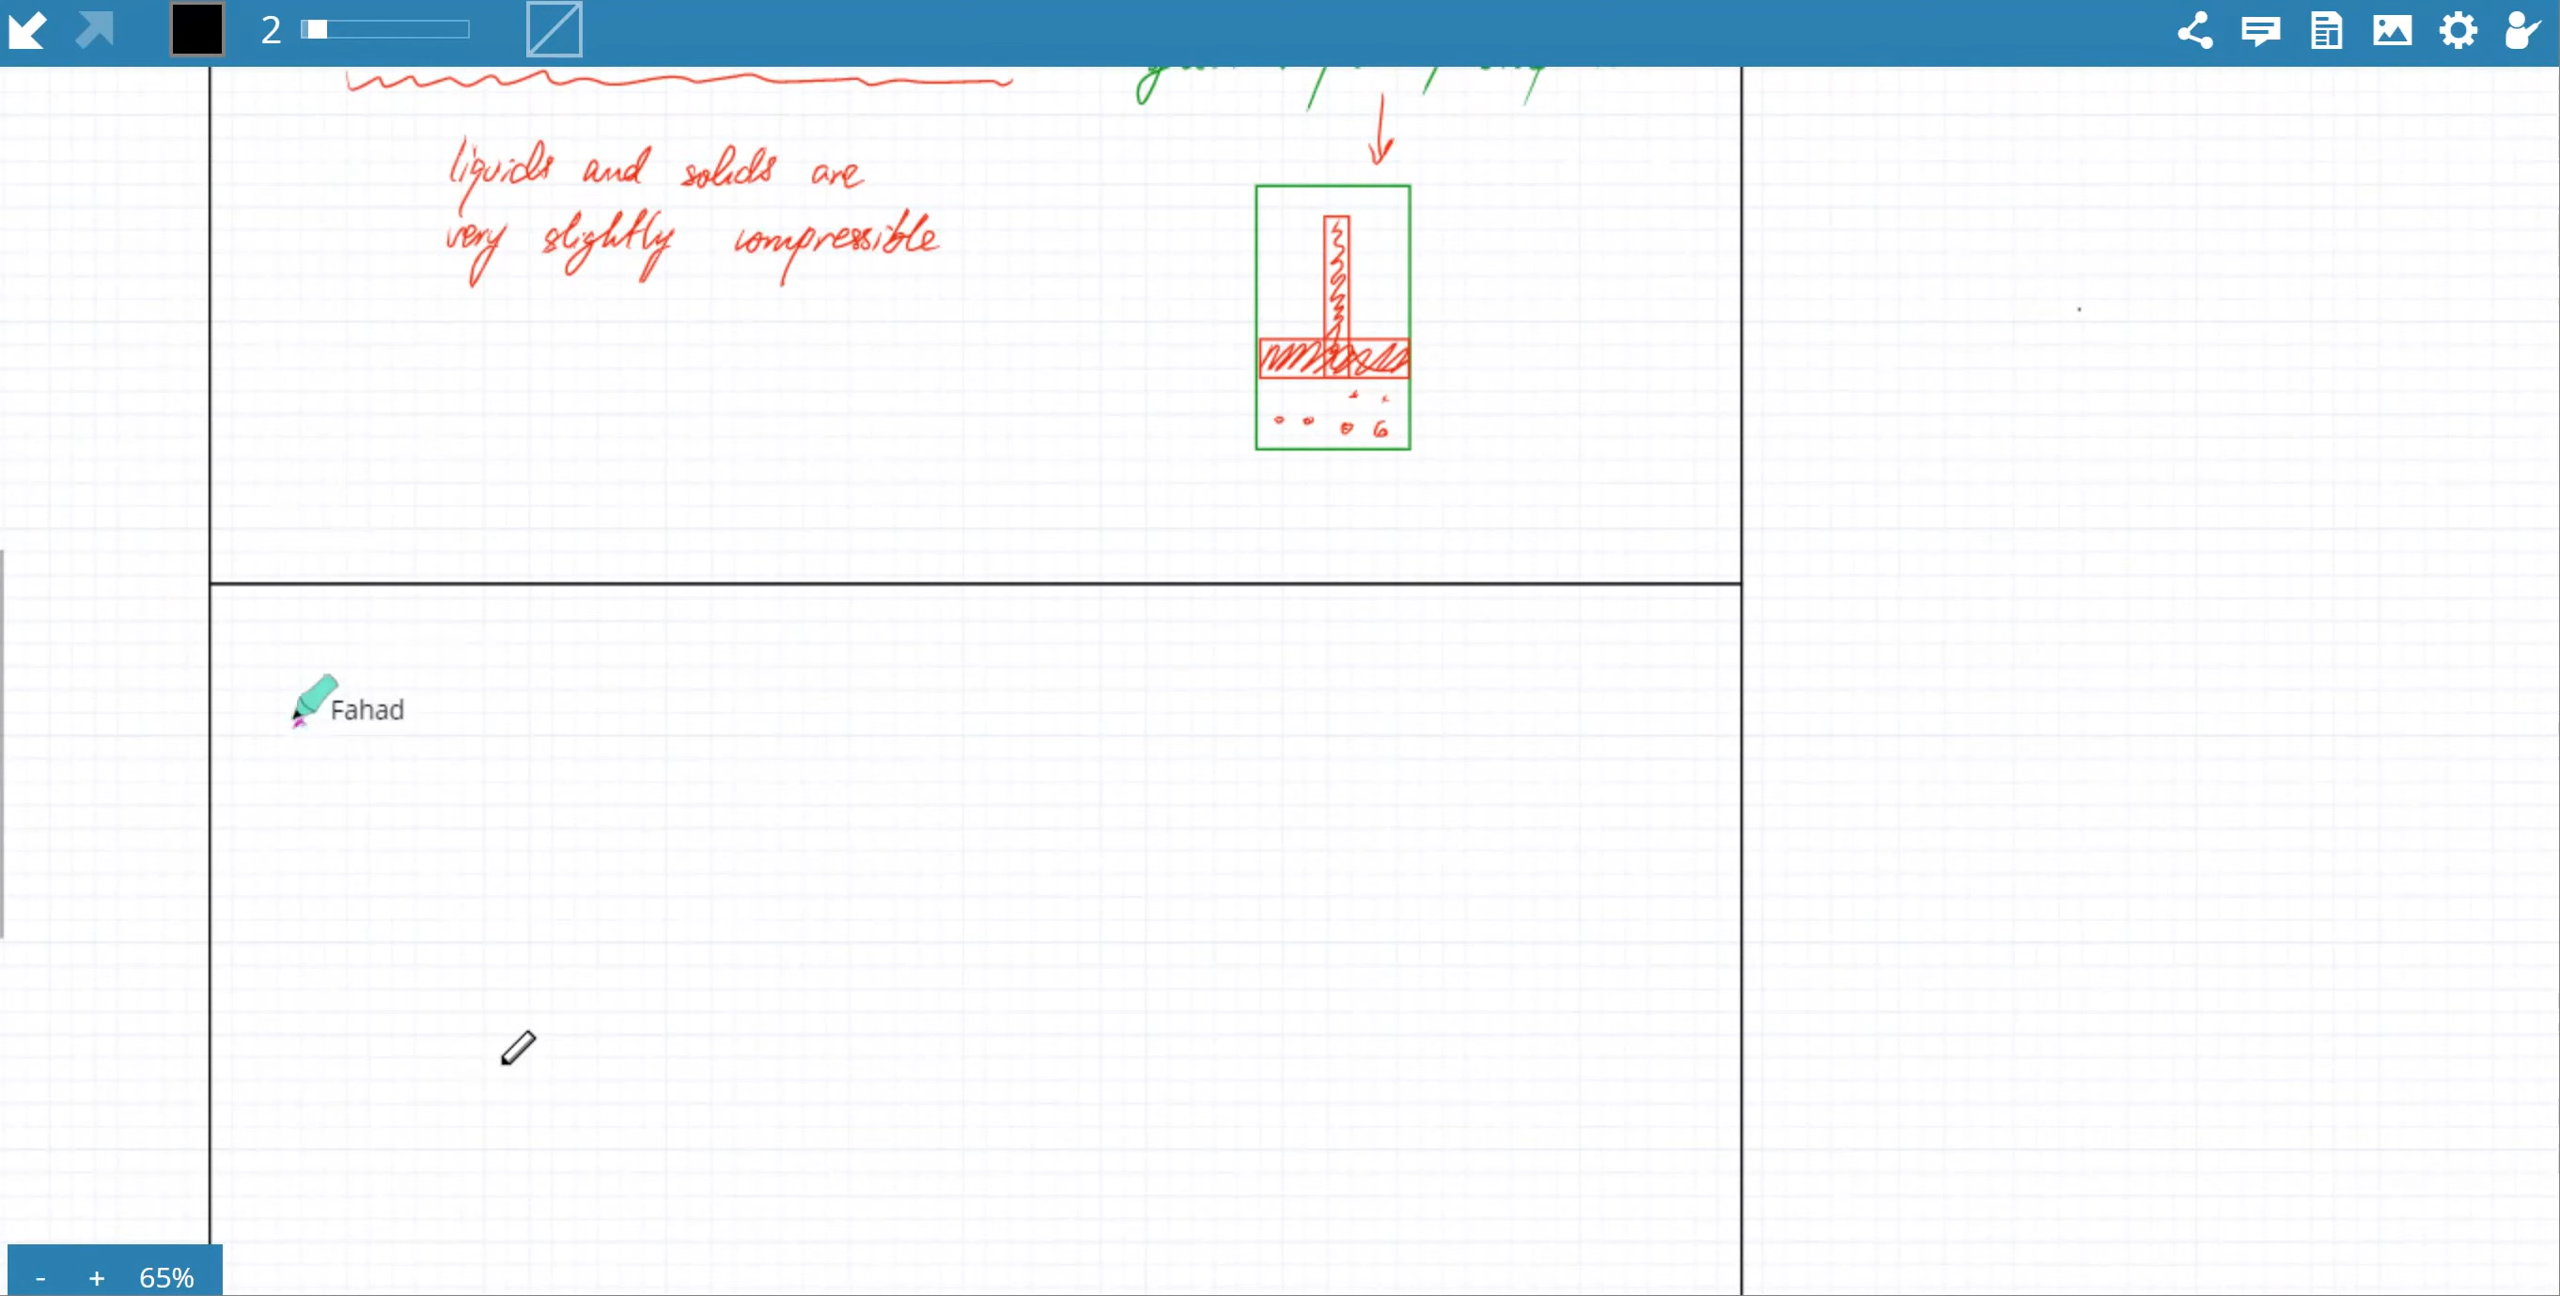 2
liquids and solids are
very slightly compressible
Fahad
- + 65%